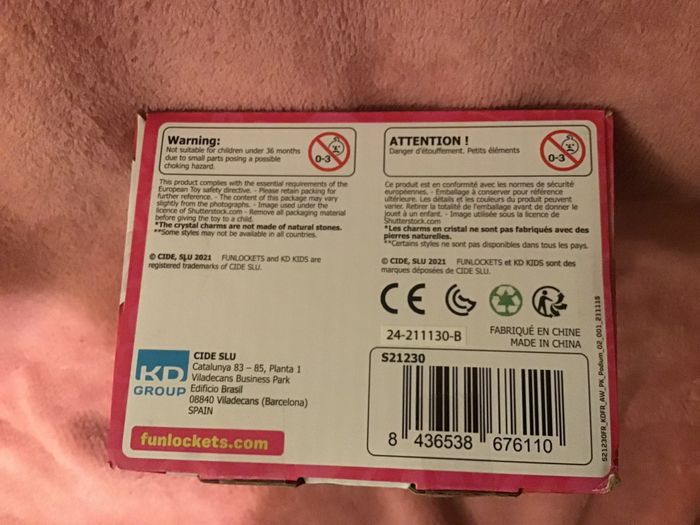 Warning:
Not suitable for children under 36 months
due to small parts posing a possible
choking hazard.
0-3
This product complies with the essential requirements of the
European Toy safety directive. - Please retain packing for
further reference. - The content of this package may vary
slightly from the photographs. - Image used under the
licence of Shutterstock.com - Remove all packaging material
before giving the toy to a child.
*The crystal charms are not made of natural stones.
**Some styles may not be available in all countries.
© CIDE, SLU 2021 FUNLOCKETS and KD KIDS are
registered trademarks of CIDE SLU.
KD
GROUP
CIDE SLU
Catalunya 83 – 85, Planta 1
Viladecans Business Park
Edificio Brasil
08840 Viladecans (Barcelona)
SPAIN
funlockets.com
ATTENTION !
Danger d'étouffement. Petits éléments
0-3
Ce produit est en conformité avec les normes de sécurité
européennes. - Emballage à conserver pour référence
ultérieure. Les détails et les couleurs du produit peuvent
varier. Retirer la totalité de l'emballage avant de donner le
jouet à un enfant. - Image utilisée sous la licence de
Shutterstock.com
*Les charms en cristal ne sont pas fabriqués avec des
pierres naturelles.
**Certains styles ne sont pas disponibles dans tous les pays.
© CIDE, SLU 2021 FUNLOCKETS et KD KIDS sont des
marques déposées de CIDE SLU.
CE
24-211130-B
FABRIQUÉ EN CHINE
MADE IN CHINA
S21230
8 436538 676110
S21230FR_KDFR_AW_PK_Podium_02_001_211115